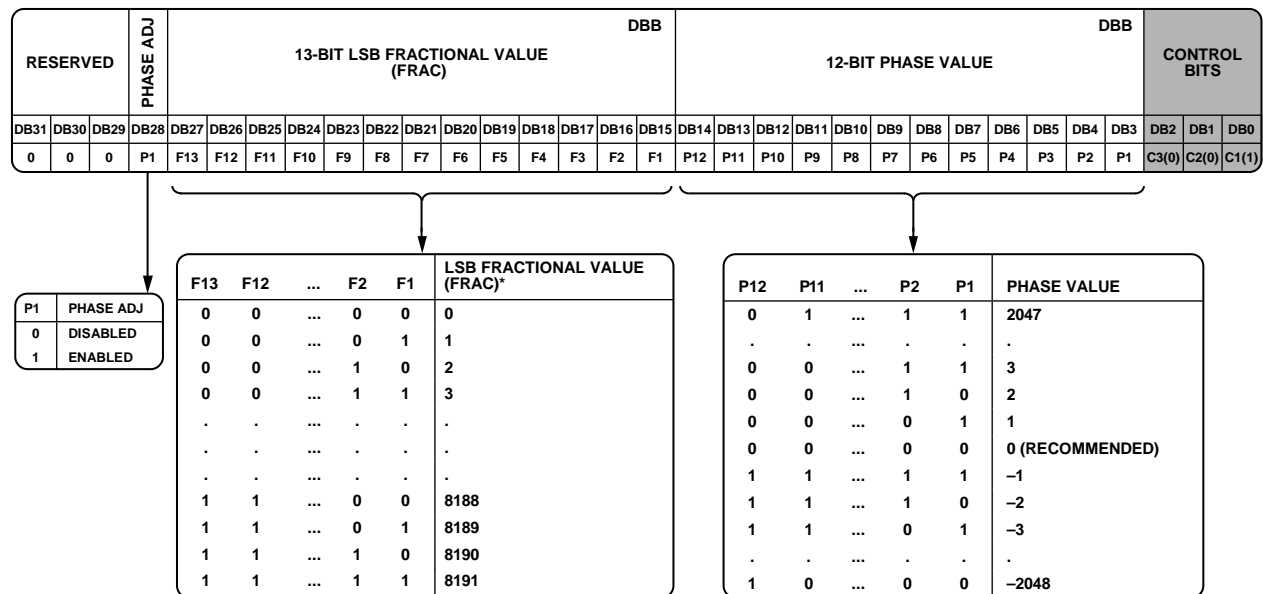 RESERVED
PHASE ADJ
13-BIT LSB FRACTIONAL VALUE
(FRAC)
DBB
12-BIT PHASE VALUE
DBB
CONTROL
BITS
DB31 DB30 DB29 DB28 DB27 DB26 DB25 DB24 DB23 DB22 DB21 DB20 DB19 DB18 DB17 DB16 DB15 DB14 DB13 DB12 DB11 DB10 DB9 DB8 DB7 DB6 DB5 DB4 DB3 DB2 DB1 DB0
0 0 0 P1 F13 F12 F11 F10 F9 F8 F7 F6 F5 F4 F3 F2 F1 P12 P11 P10 P9 P8 P7 P6 P5 P4 P3 P2 P1 C3(0) C2(0) C1(1)
P1 PHASE ADJ
0 DISABLED
1 ENABLED
F13 F12 ... F2 F1 LSB FRACTIONAL VALUE
(FRAC)*
0 0 ... 0 0 0
0 0 ... 0 1 1
0 0 ... 1 0 2
0 0 ... 1 1 3
. . ... . . .
. . ... . . .
. . ... . . .
1 1 ... 0 0 8188
1 1 ... 0 1 8189
1 1 ... 1 0 8190
1 1 ... 1 1 8191
P12 P11 ... P2 P1 PHASE VALUE
0 1 ... 1 1 2047
. . ... . . .
0 0 ... 1 1 3
0 0 ... 1 0 2
0 0 ... 0 1 1
0 0 ... 0 0 0 (RECOMMENDED)
1 1 ... 1 1 –1
1 1 ... 1 0 –2
1 1 ... 0 1 –3
. . ... . . .
1 0 ... 0 0 –2048